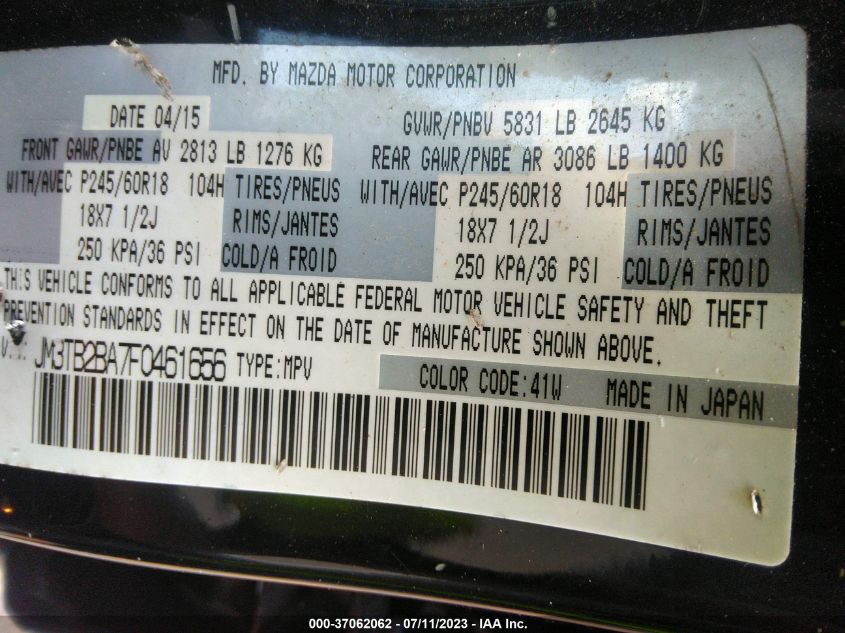 MFD. BY MAZDA MOTOR CORPORATION
DATE 04/15 GVWR/PNBV 5831 LB 2645 KG
FRONT GAWR/PNBE AV 2813 LB 1276 KG REAR GAWR/PNBE AR 3086 LB 1400 KG
WITH/AVEC P245/60R18 104H TIRES/PNEUS WITH/AVEC P245/60R18 104H TIRES/PNEUS
18X7 1/2J RIMS/JANTES 18X7 1/2J RIMS/JANTES
250 KPA/36 PSI COLD/A FROID 250 KPA/36 PSI COLD/A FROID
THIS VEHICLE CONFORMS TO ALL APPLICABLE FEDERAL MOTOR VEHICLE SAFETY AND THEFT
PREVENTION STANDARDS IN EFFECT ON THE DATE OF MANUFACTURE SHOWN ABOVE.
JM3TB2BA7F0461656 TYPE:MPV COLOR CODE:41W MADE IN JAPAN
000-37062062 - 07/11/2023 - IAA Inc.